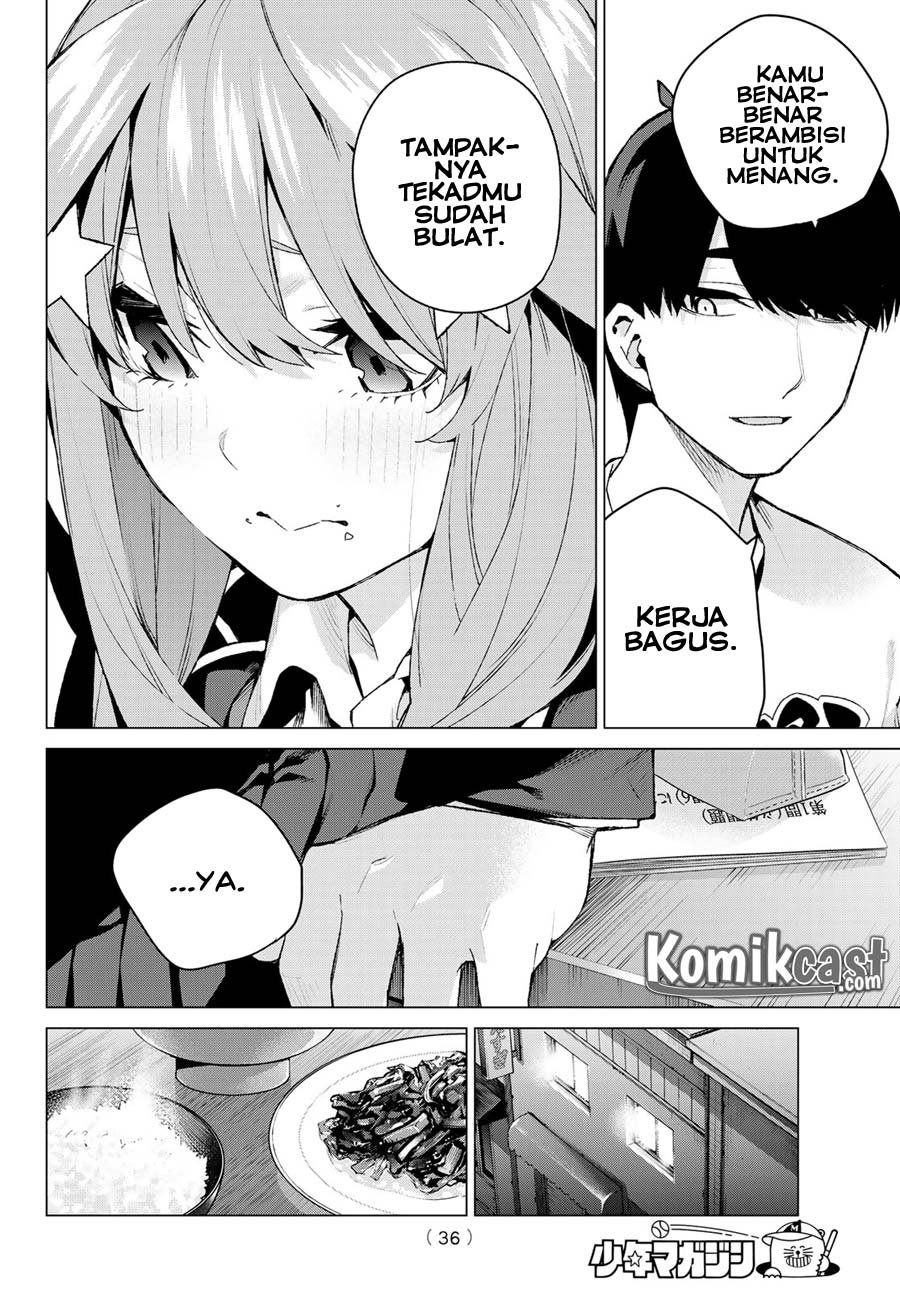 KAMU
BENAR-
BENAR
BERAMBISI
UNTUK
MENANG.
TAMPAK-
NYA
TEKADMU
SUDAH
BULAT.
KERJA
BAGUS.
...YA.
Komikcast
.com
(36)
少年マガジン